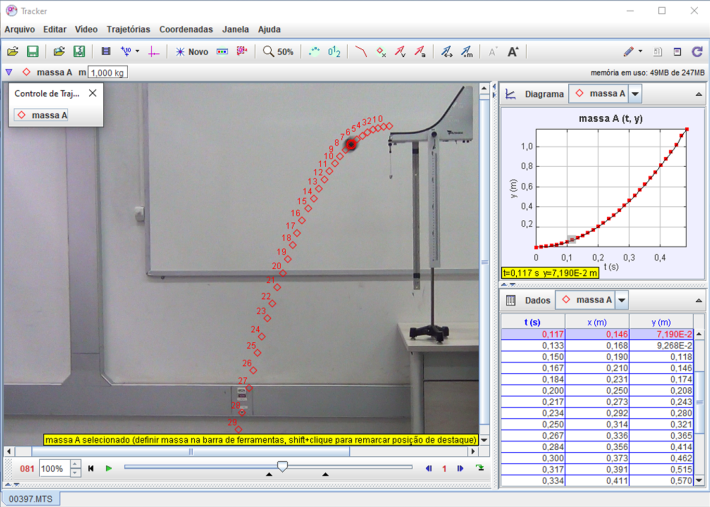 Tracker
Arquivo Editar Video Trajetórias Coordenadas Janela Ajuda
Novo 50%
massa A m 1,000 kg
memória em uso: 49MB de 247MB
Controle de Traj...
massa A
Diagrama massa A
massa A (t, y)
y (m)
1,0
0,8
0,6
0,4
0,2
0
0,1 0,2 0,3 0,4
t (s)
t=0,117 s y=7,190E-2 m
Dados massa A
t (s) x (m) y (m)
0,117 0,146 7,190E-2
0,133 0,168 9,268E-2
0,150 0,190 0,118
0,167 0,210 0,146
0,184 0,231 0,174
0,200 0,250 0,208
0,217 0,273 0,243
0,234 0,292 0,280
0,250 0,314 0,321
0,267 0,336 0,365
0,284 0,356 0,414
0,300 0,373 0,462
0,317 0,391 0,515
0,334 0,411 0,570
8 7 6 5 4 3 2 1 0
9
10
11
12
13
14
15
16
17
18
19
20
21
22
23
24
25
26
27
28
29
massa A selecionado (definir massa na barra de ferramentas, shift+clique para remarcar posição de destaque)
081 100% 1
00397.MTS